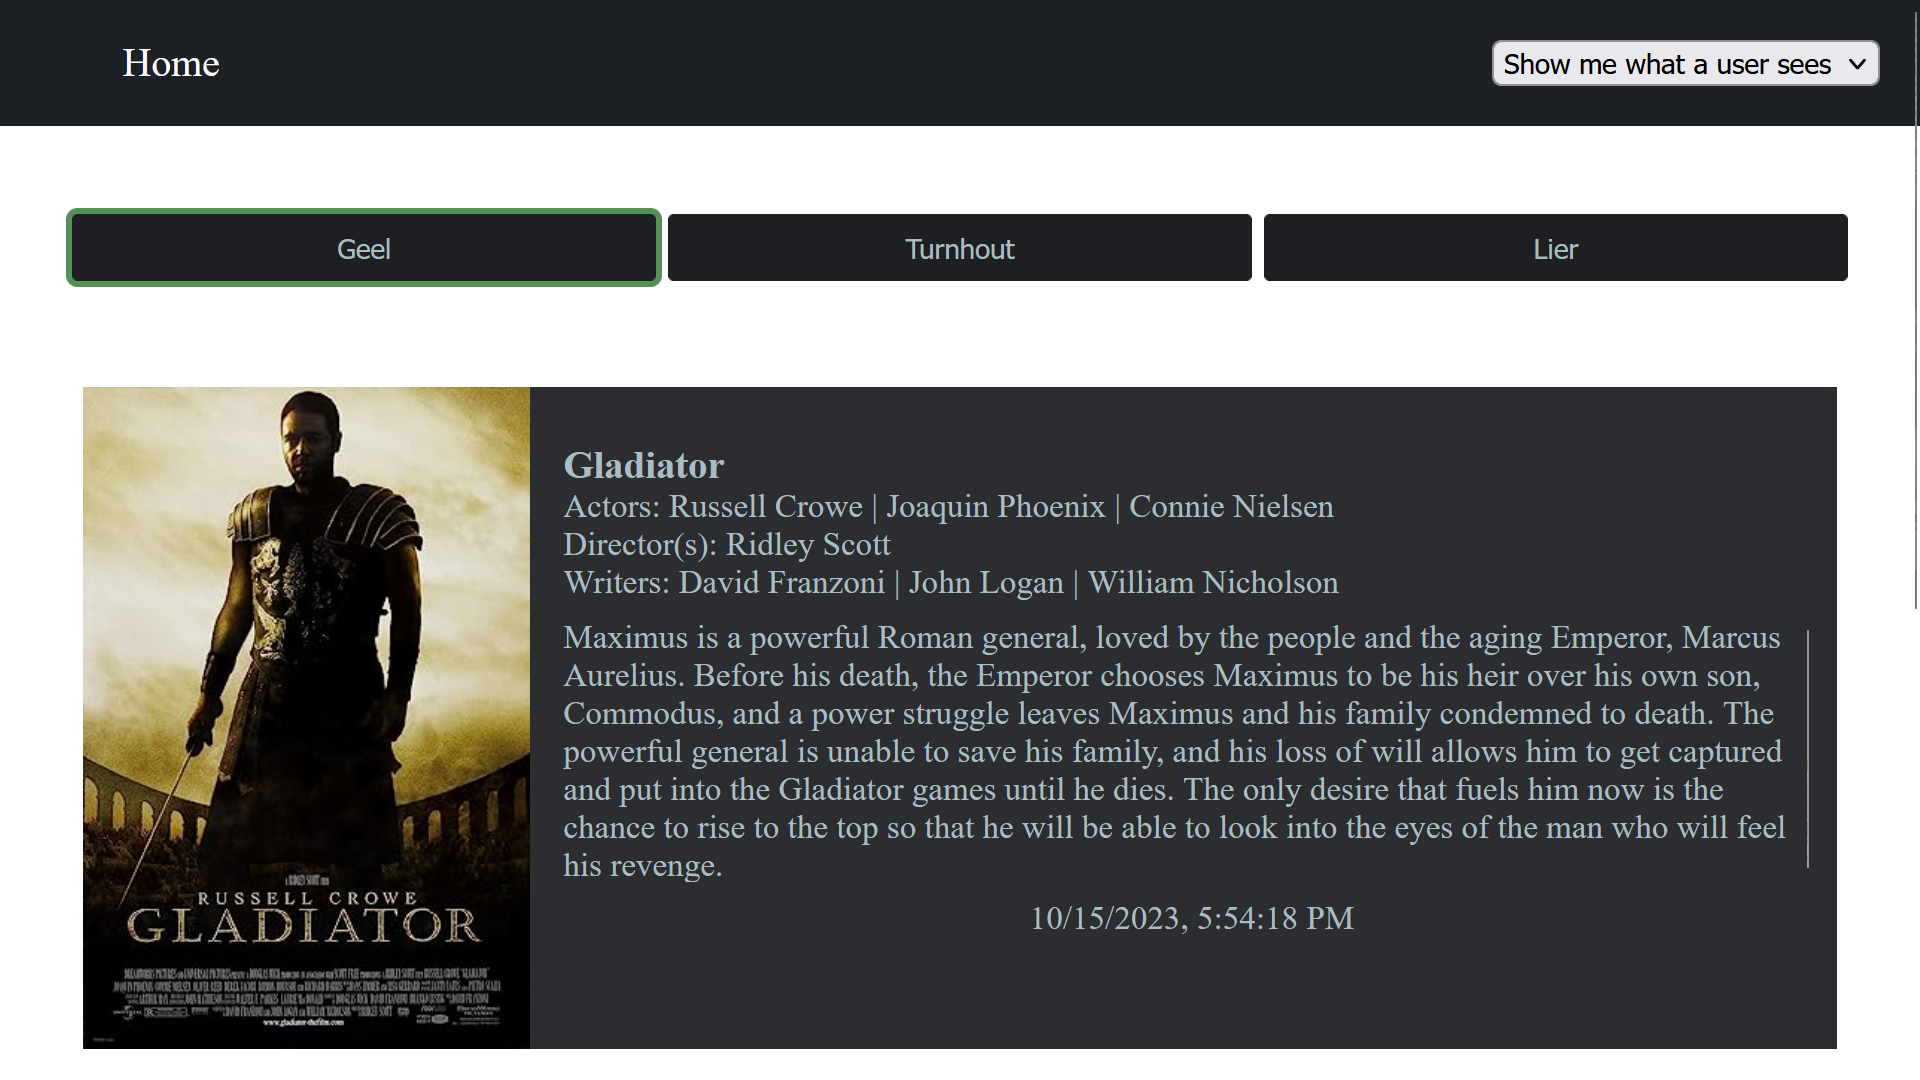 Home
Show me what a user sees
Geel
Turnhout
Lier
Gladiator
Actors: Russell Crowe | Joaquin Phoenix | Connie Nielsen
Director(s): Ridley Scott
Writers: David Franzoni | John Logan | William Nicholson
Maximus is a powerful Roman general, loved by the people and the aging Emperor, Marcus
Aurelius. Before his death, the Emperor chooses Maximus to be his heir over his own son,
Commodus, and a power struggle leaves Maximus and his family condemned to death. The
powerful general is unable to save his family, and his loss of will allows him to get captured
and put into the Gladiator games until he dies. The only desire that fuels him now is the
chance to rise to the top so that he will be able to look into the eyes of the man who will feel
his revenge.
10/15/2023, 5:54:18 PM
A RIDLEY SCOTT FILM
RUSSELL CROWE
GLADIATOR
www.gladiator-thefilm.com